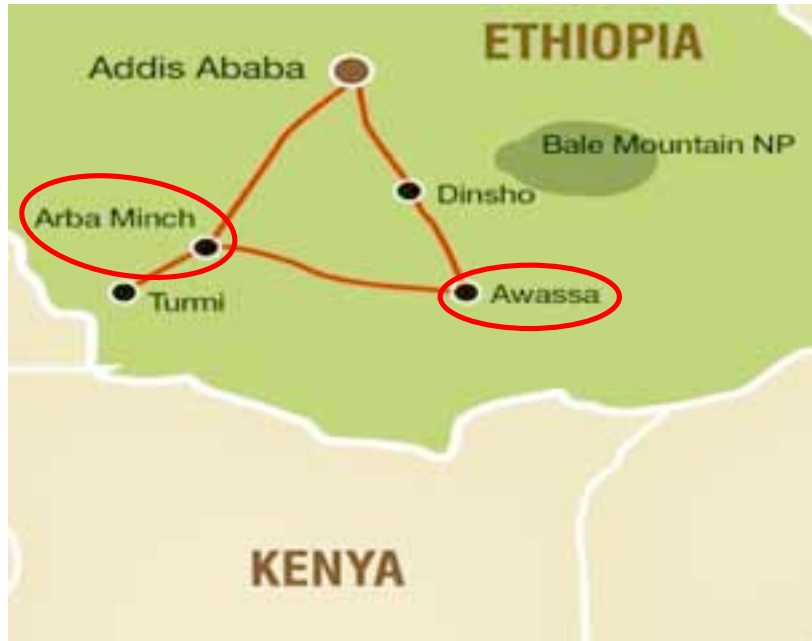 ETHIOPIA
Addis Ababa
Bale Mountain NP
Dinsho
Arba Minch
Turmi
Awassa
KENYA